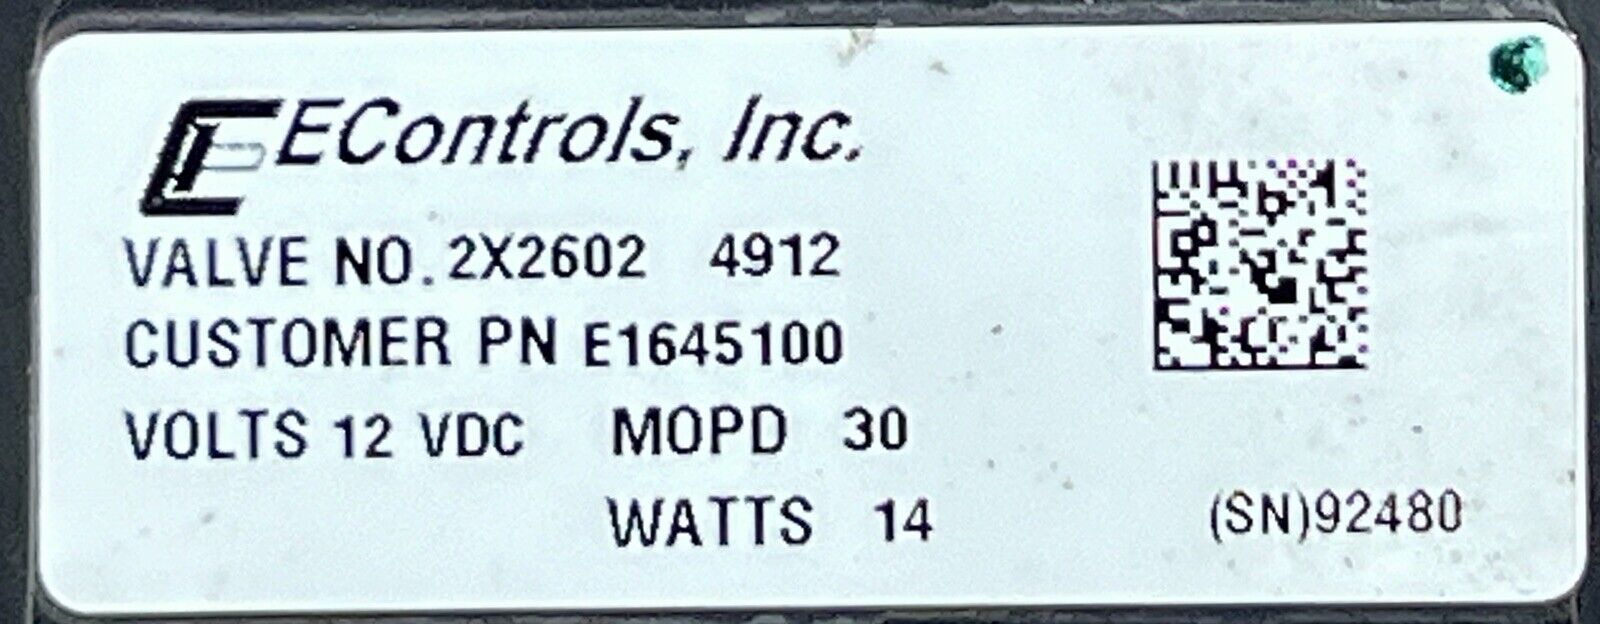 EControls, Inc.
VALVE NO. 2X2602 4912
CUSTOMER PN E1645100
VOLTS 12 VDC MOPD 30
WATTS 14 (SN)92480